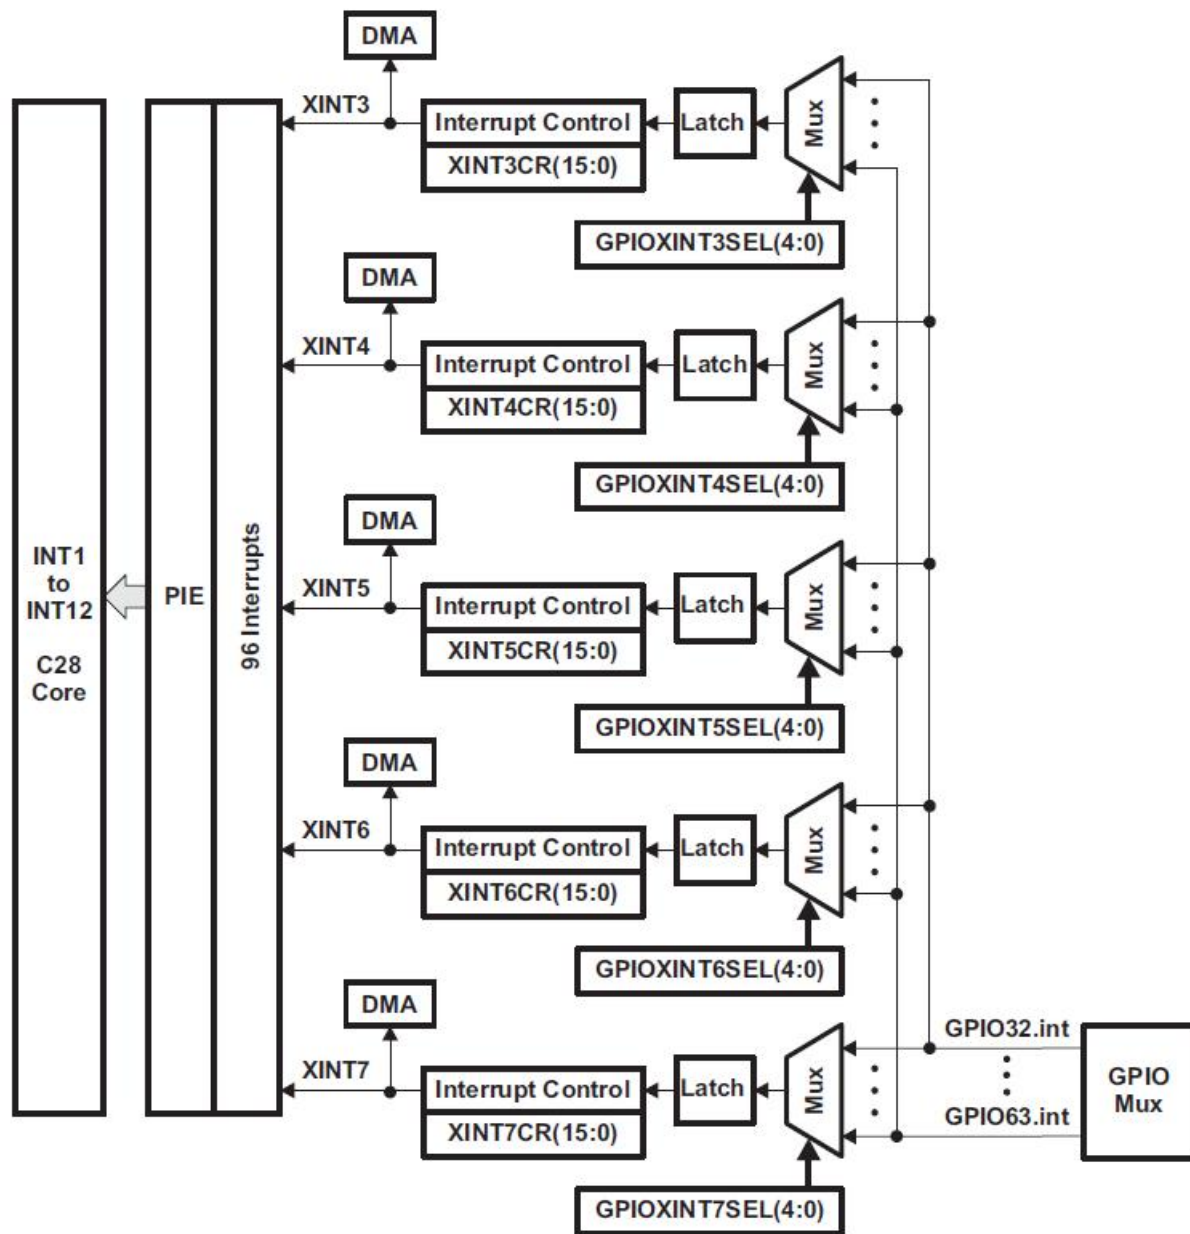 DMA
XINT3
Interrupt Control
XINT3CR(15:0)
Latch
Mux
GPIOXINT3SEL(4:0)
DMA
XINT4
Interrupt Control
XINT4CR(15:0)
Latch
Mux
GPIOXINT4SEL(4:0)
INT1
to
INT12
C28
Core
PIE
96 Interrupts
DMA
XINT5
Interrupt Control
XINT5CR(15:0)
Latch
Mux
GPIOXINT5SEL(4:0)
DMA
XINT6
Interrupt Control
XINT6CR(15:0)
Latch
Mux
GPIOXINT6SEL(4:0)
DMA
XINT7
Interrupt Control
XINT7CR(15:0)
Latch
Mux
GPIOXINT7SEL(4:0)
GPIO32.int
GPIO63.int
GPIO
Mux